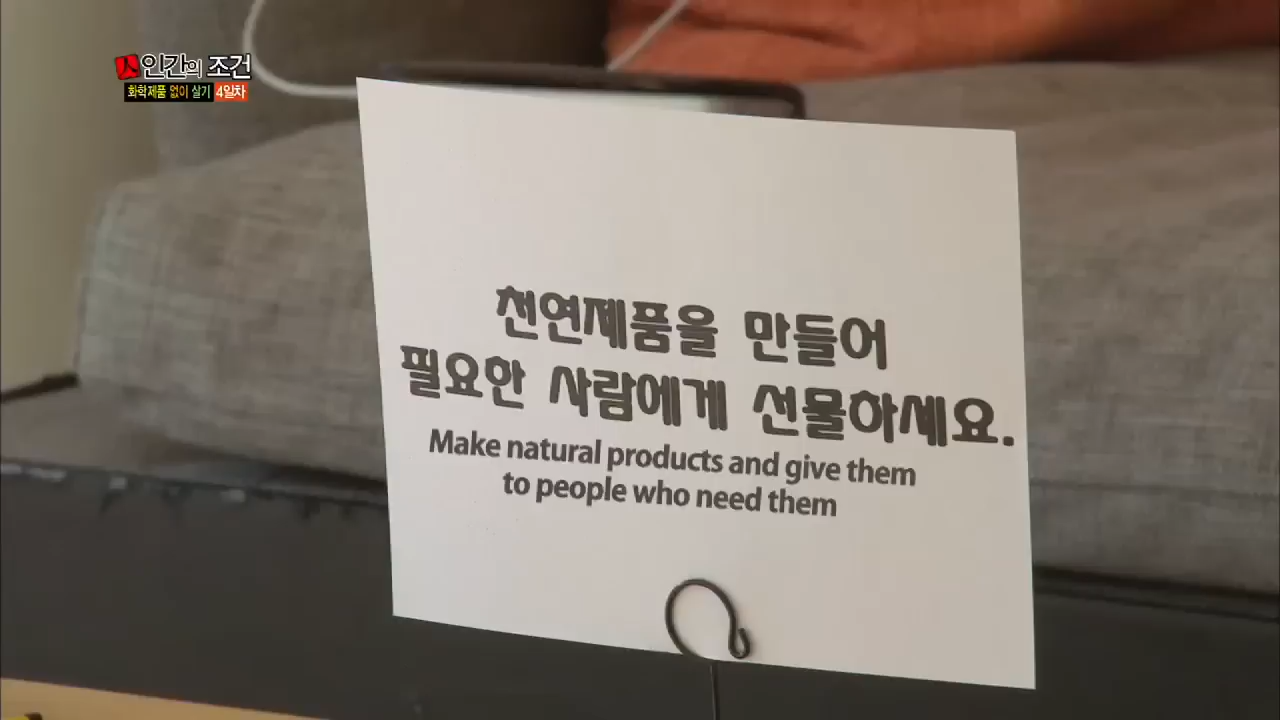 人 인간의 조건
화학제품 없이 살기 4일차
천연제품을 만들어
필요한 사람에게 선물하세요.
Make natural products and give them
to people who need them